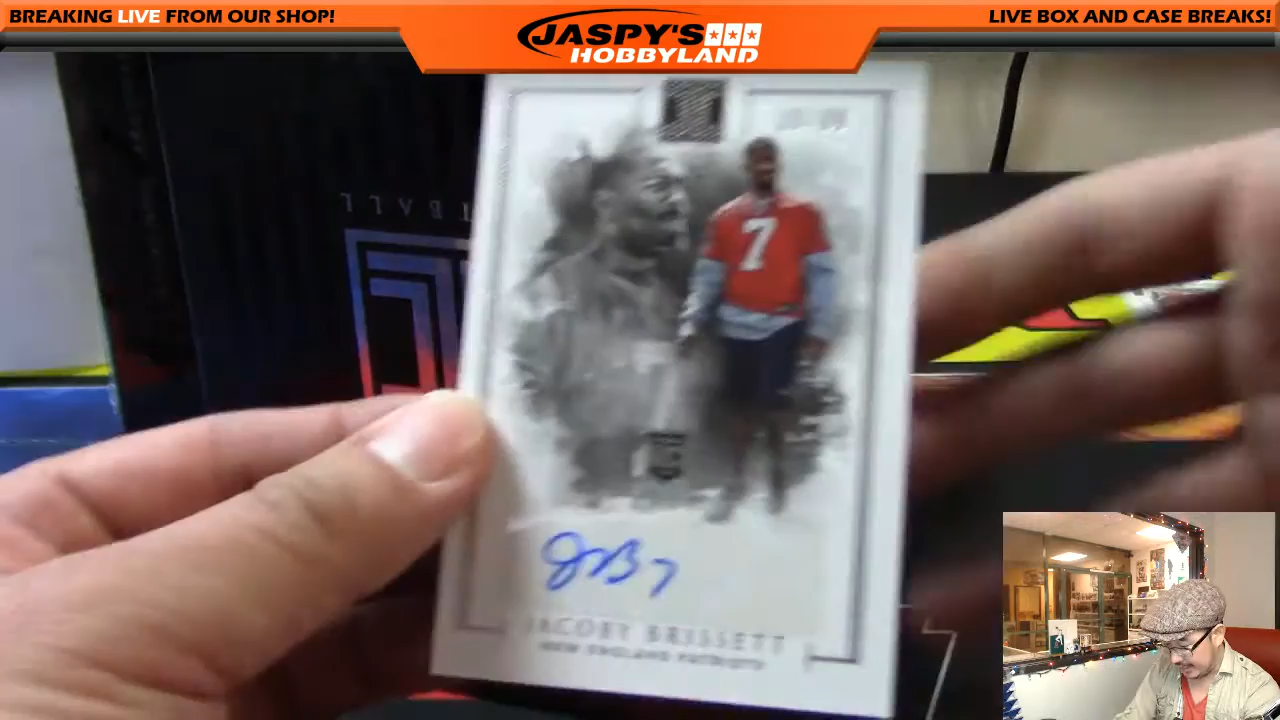 BREAKING LIVE FROM OUR SHOP!
JASPY'S
HOBBYLAND
LIVE BOX AND CASE BREAKS!
7
JACOBY BRISSETT
NEW ENGLAND PATRIOTS